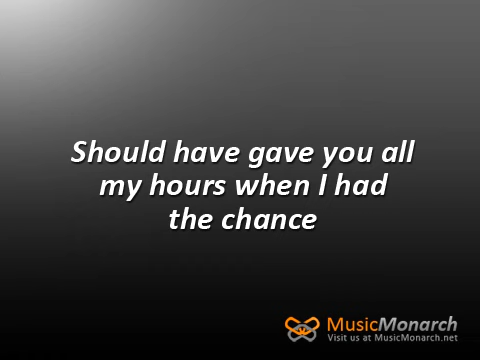 Should have gave you all
my hours when I had
the chance
MusicMonarch
Visit us at MusicMonarch.net